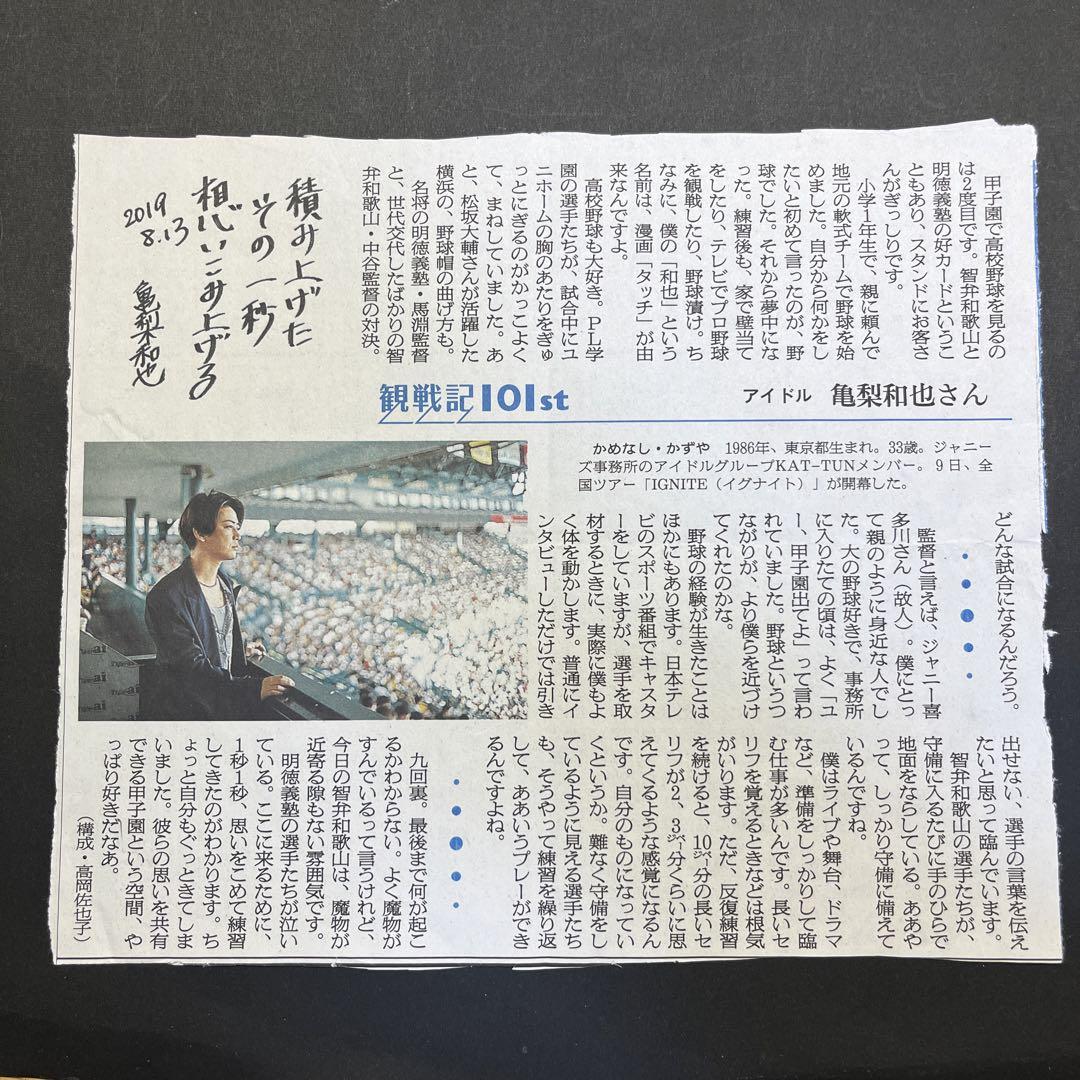 甲子園で高校野球を見るの
は2度目です。智弁和歌山と
明徳義塾の好カードというこ
ともあり、スタンドにお客さ
んがぎっしりです。
小学1年生で、親に頼んで
地元の軟式チームで野球を始
めました。自分から何かをし
たいと初めて言ったのが、野
球でした。それから夢中にな
った。練習後も、家で壁当て
をしたり、テレビでプロ野球
を観戦したり、野球漬け。ち
なみに、僕の「和也」という
名前は、漫画「タッチ」が由
来なんですよ。
高校野球も大好き。PL学
園の選手たちが、試合中にユ
ニホームの胸のあたりをぎゅ
っとにぎるのがかっこよく
て、まねしていました。あ
と、松坂大輔さんが活躍した
横浜の、野球帽の曲げ方も。
名将の明徳義塾・馬淵監督
と、世代交代したばかりの智
弁和歌山・中谷監督の対決。
積み上げた
その一秒
想いこみ上げる
2019
8.13
亀梨和也
観戦記101st
アイドル 亀梨和也さん
かめなし・かずや 1986年、東京都生まれ。33歳。ジャニー
ズ事務所のアイドルグループKAT-TUNメンバー。9日、全
国ツアー「IGNITE(イグナイト)」が開幕した。
どんな試合になるんだろう。
監督と言えば、ジャニー喜
多川さん(故人)。僕にとっ
て親のように身近な人でし
た。大の野球好きで、事務所
に入りたての頃は、よく「ユ
ー、甲子園出てよ」って言わ
れていました。野球というつ
ながりが、より僕らを近づけ
てくれたのかな。
野球の経験が生きたことは
ほかにもあります。日本テレ
ビのスポーツ番組でキャスタ
ーをしていますが、選手を取
材するときに、実際に僕もよ
く体を動かします。普通にイ
ンタビューしただけでは引き
出せない、選手の言葉を伝え
たいと思って臨んでいます。
智弁和歌山の選手たちが、
守備に入るたびに手のひらで
地面をならしている。ああや
って、しっかり守備に備えて
いるんですね。
僕はライブや舞台、ドラマ
など、準備をしっかりして臨
む仕事が多いんです。長いセ
リフを覚えるときなどは根気
がいります。ただ、反復練習
を続けると、10㌻分の長いセ
リフが2、3㌻分くらいに思
えてくるような感覚になるん
です。自分のものになってい
くというか。難なく守備をし
ているように見える選手たち
も、そうやって練習を繰り返
して、ああいうプレーができ
るんですよね。
九回裏。最後まで何が起こ
るかわからない。よく魔物が
すんでいるって言うけれど、
今日の智弁和歌山は、魔物が
近寄る隙もない雰囲気です。
明徳義塾の選手たちが泣い
ている。ここに来るために、
1秒1秒、思いをこめて練習
してきたのがわかります。ち
ょっと自分もぐっときてしま
いました。彼らの思いを共有
できる甲子園という空間、や
っぱり好きだなあ。
(構成・高岡佐也子)